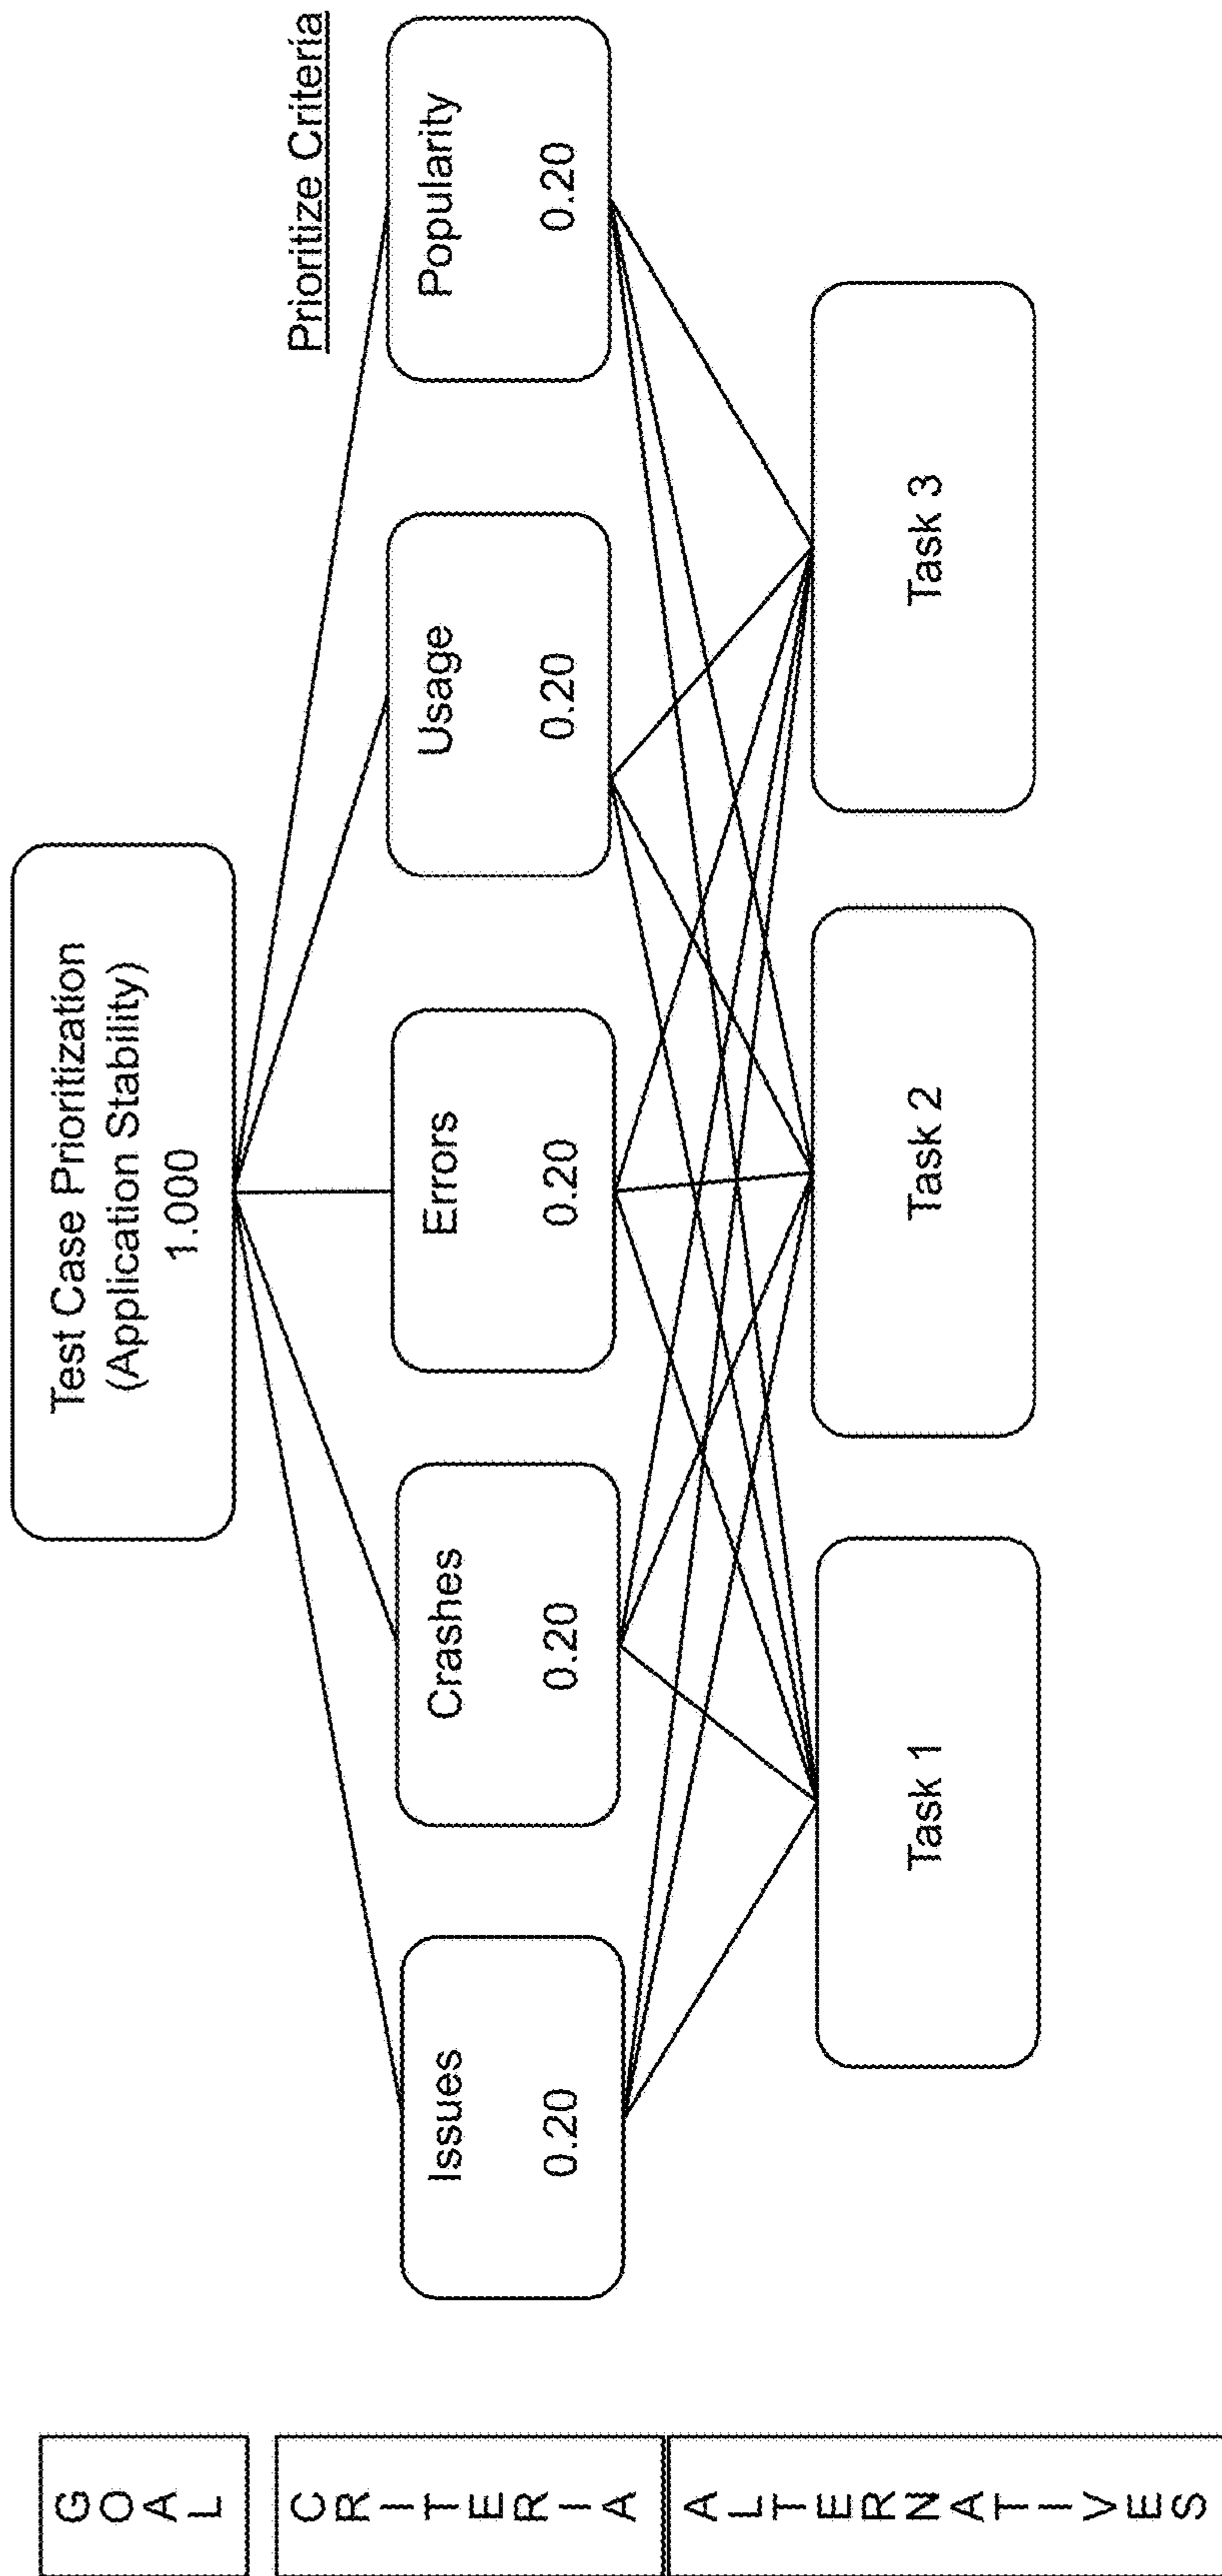 GOAL
Test Case Prioritization
(Application Stability)
1.000
Prioritize Criteria
CRITERIA
Issues
0.20
Crashes
0.20
Errors
0.20
Usage
0.20
Popularity
0.20
ALTERNATIVES
Task 1
Task 2
Task 3